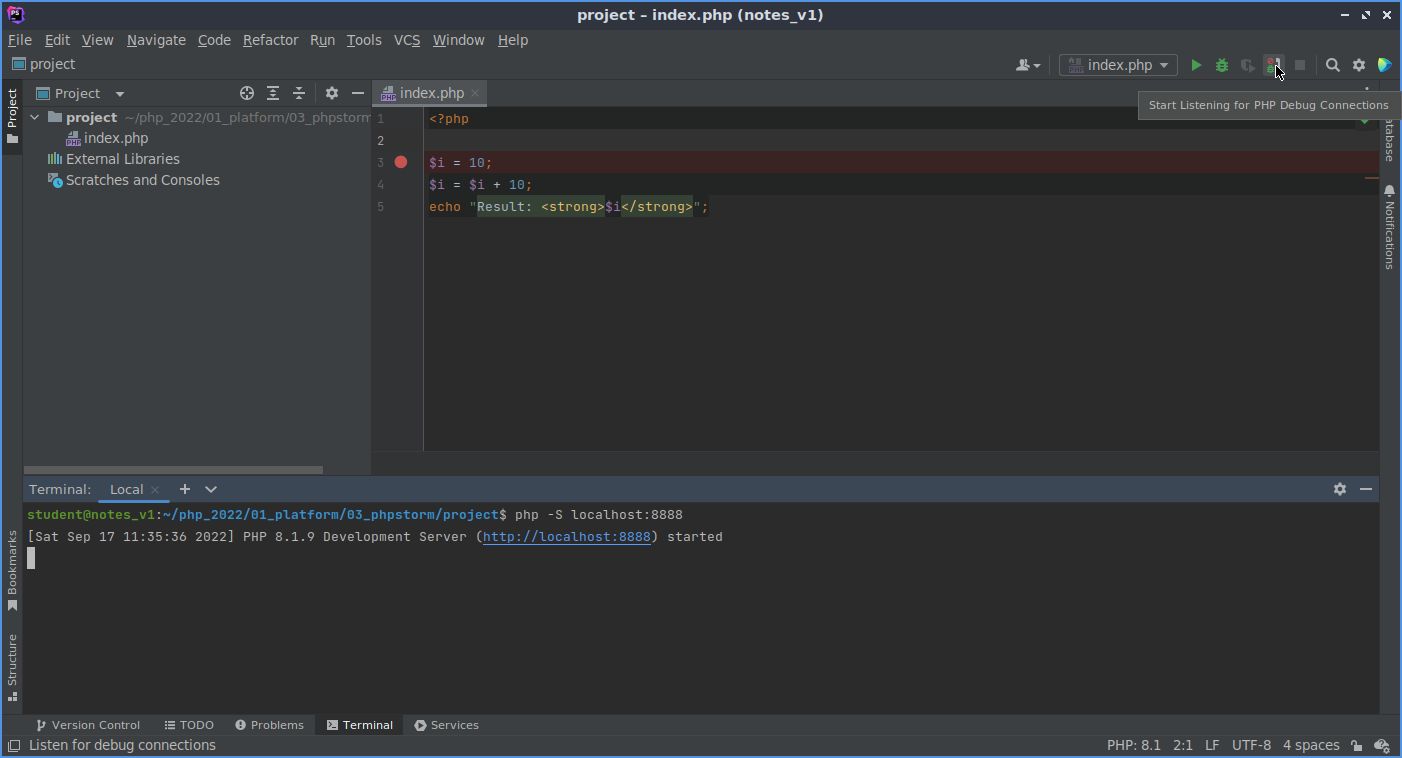 project – index.php (notes_v1)
File Edit View Navigate Code Refactor Run Tools VCS Window Help
project
index.php
Project
Project
index.php
Start Listening for PHP Debug Connections
project ~/php_2022/01_platform/03_phpstorm
index.php
External Libraries
Scratches and Consoles
1 <?php
2
3 $i = 10;
4 $i = $i + 10;
5 echo "Result: <strong>$i</strong>";
Notifications
Terminal: Local
student@notes_v1:~/php_2022/01_platform/03_phpstorm/project$ php -S localhost:8888
[Sat Sep 17 11:35:36 2022] PHP 8.1.9 Development Server (http://localhost:8888) started
Bookmarks
Structure
Version Control TODO Problems Terminal Services
Listen for debug connections PHP: 8.1 2:1 LF UTF-8 4 spaces